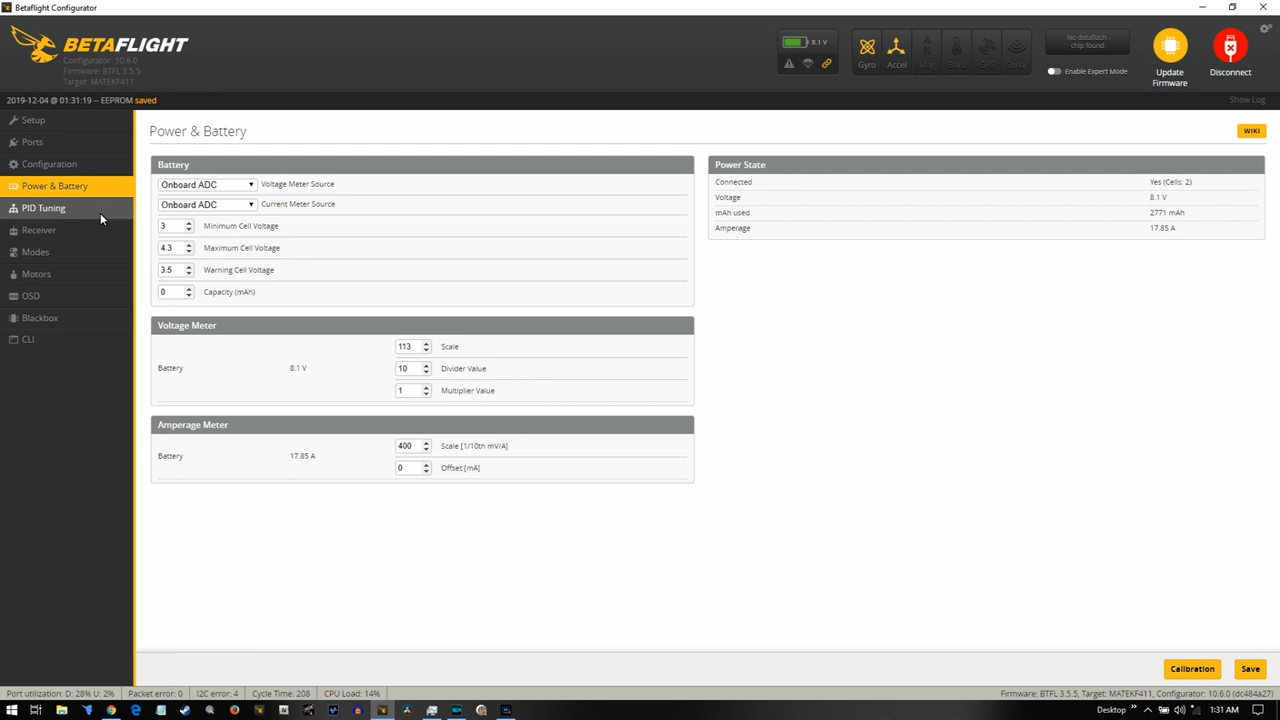 Betaflight Configurator
BETAFLIGHT
Configurator: 10.6.0
Firmware: BTFL 3.5.5
Target: MATEKF411
8.1 V
Gyro
Accel
Mag
Baro
GPS
Sonar
No dataflash
chip found
Enable Expert Mode
Update
Firmware
Disconnect
2019-12-04 @ 01:31:19 -- EEPROM saved
Show Log
Setup
Ports
Configuration
Power & Battery
PID Tuning
Receiver
Modes
Motors
OSD
Blackbox
CLI
Power & Battery
WIKI
Battery
Onboard ADC Voltage Meter Source
Onboard ADC Current Meter Source
3 Minimum Cell Voltage
4.3 Maximum Cell Voltage
3.5 Warning Cell Voltage
0 Capacity (mAh)
Voltage Meter
Battery 8.1 V
113 Scale
10 Divider Value
1 Multiplier Value
Amperage Meter
Battery 17.85 A
400 Scale [1/10th mV/A]
0 Offset [mA]
Power State
Connected Yes (Cells: 2)
Voltage 8.1 V
mAh used 2771 mAh
Amperage 17.85 A
Calibration
Save
Port utilization: D: 28% U: 2% Packet error: 0 I2C error: 4 Cycle Time: 208 CPU Load: 14% Firmware: BTFL 3.5.5, Target: MATEKF411, Configurator: 10.6.0 (dc484a27)
Desktop 1:31 AM